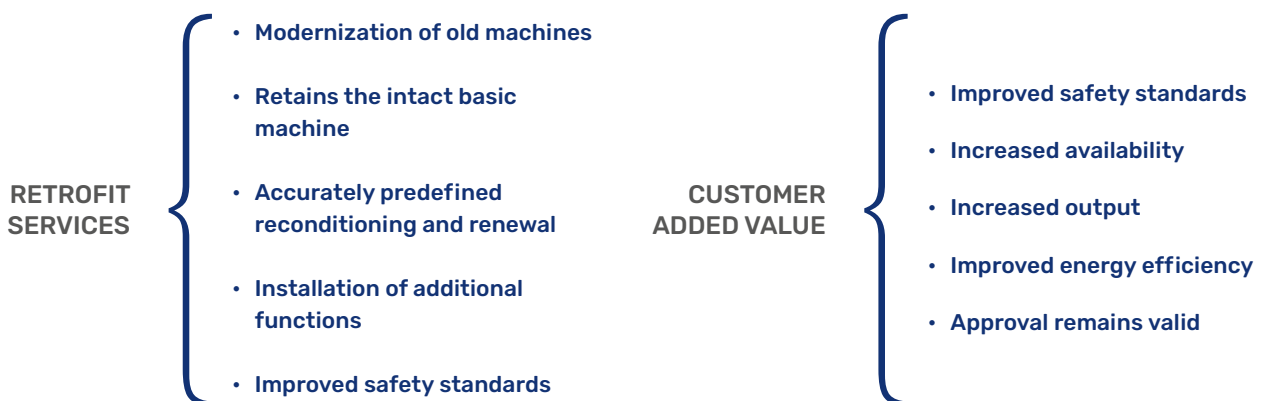 RETROFIT
SERVICES
• Modernization of old machines
• Retains the intact basic
machine
• Accurately predefined
reconditioning and renewal
• Installation of additional
functions
• Improved safety standards
CUSTOMER
ADDED VALUE
• Improved safety standards
• Increased availability
• Increased output
• Improved energy efficiency
• Approval remains valid